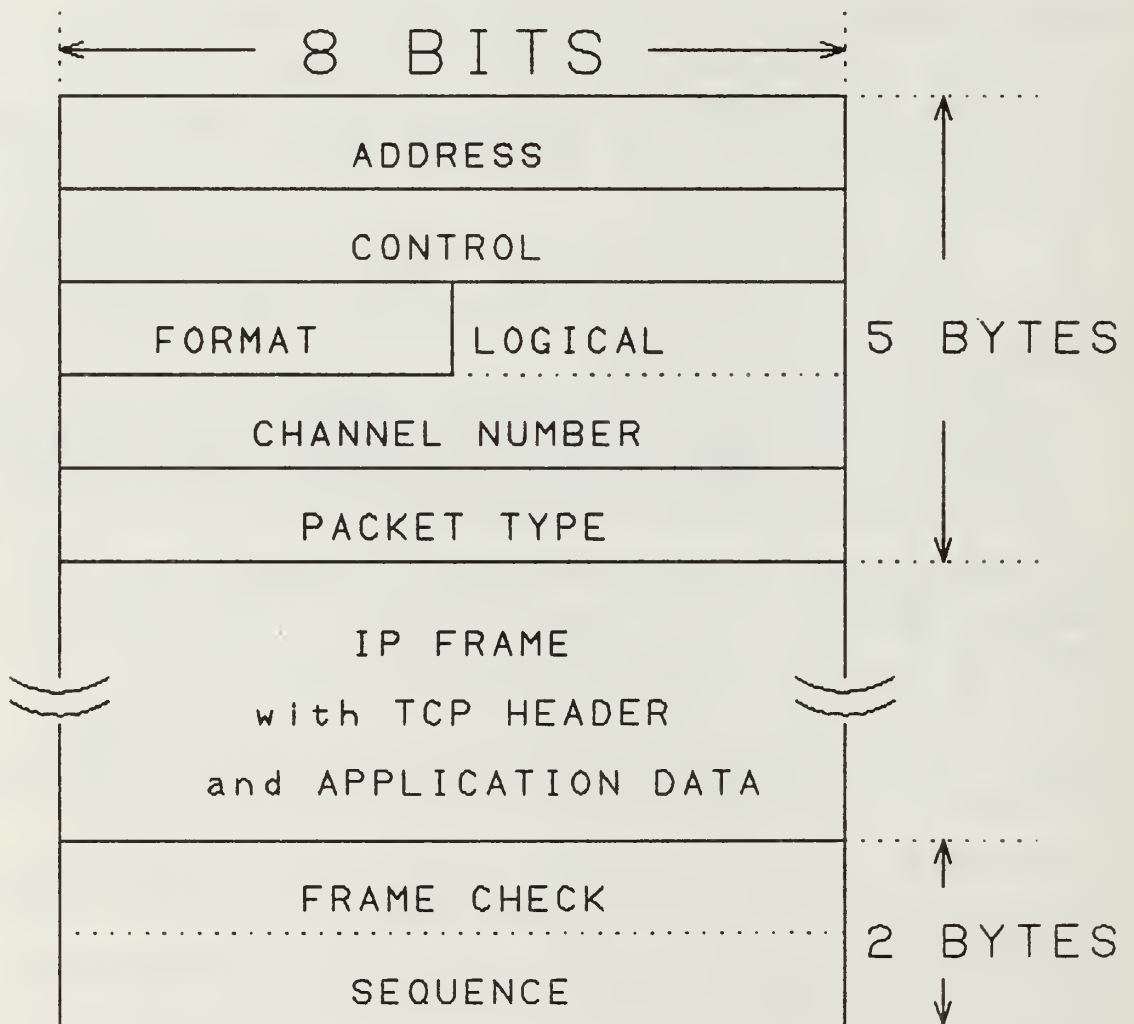 8 BITS
ADDRESS
CONTROL
FORMAT
LOGICAL
5 BYTES
CHANNEL NUMBER
PACKET TYPE
IP FRAME
with TCP HEADER
and APPLICATION DATA
FRAME CHECK
2 BYTES
SEQUENCE